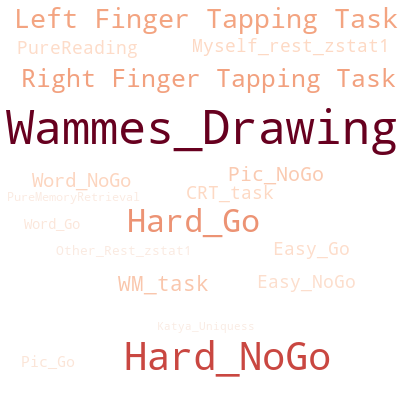 Left Finger Tapping Task
PureReading Myself_rest_zstat1
Right Finger Tapping Task
Wammes_Drawing
Word_NoGo Pic_NoGo
PureMemoryRetrieval CRT_task
Word_Go Hard_Go
Other_Rest_zstat1 Easy_Go
WM_task Easy_NoGo
Katya_Uniquess
Pic_Go Hard_NoGo